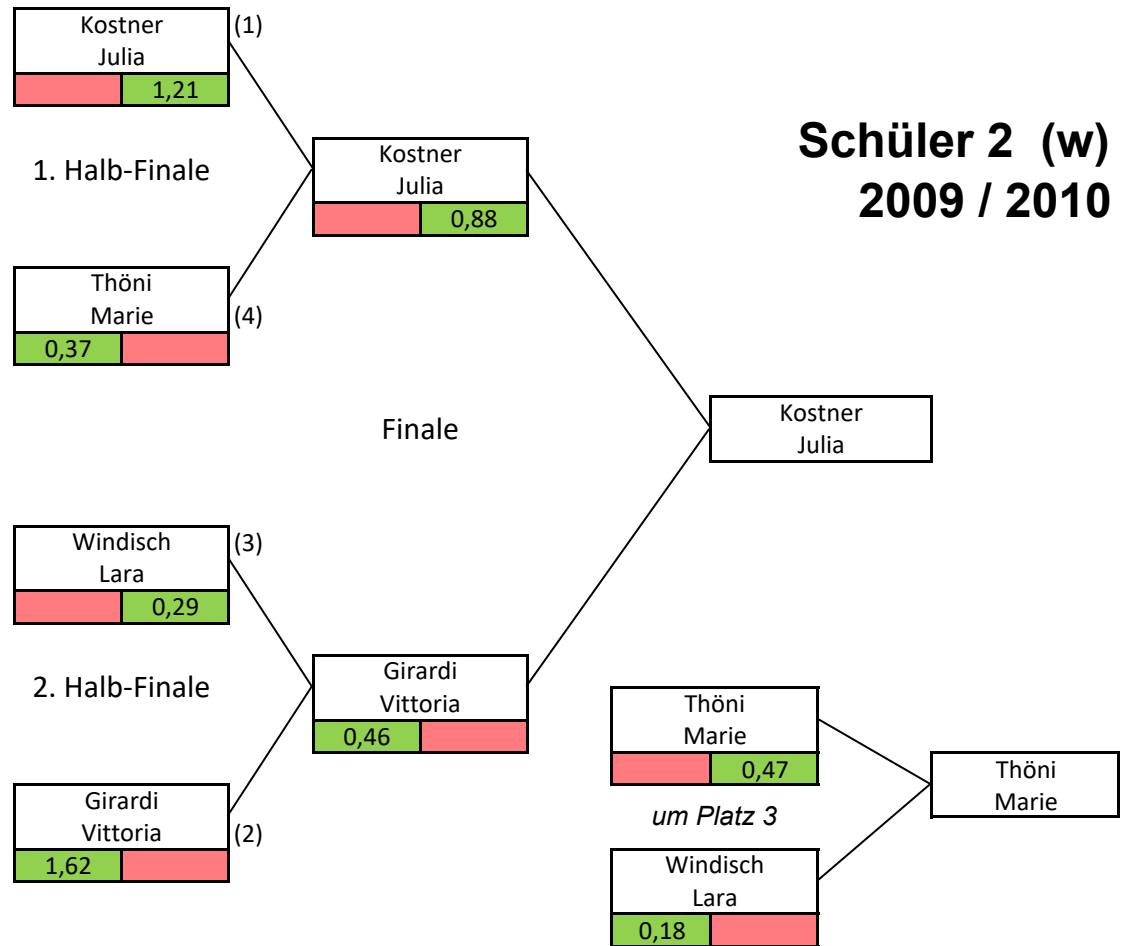 Kostner
Julia
(1)
1,21
1. Halb-Finale
Thöni
Marie
(4)
0,37
Kostner
Julia
0,88
Schüler 2 (w)
2009 / 2010
Finale
Kostner
Julia
Windisch
Lara
(3)
0,29
2. Halb-Finale
Girardi
Vittoria
(2)
1,62
Girardi
Vittoria
0,46
Thöni
Marie
0,47
um Platz 3
Windisch
Lara
0,18
Thöni
Marie